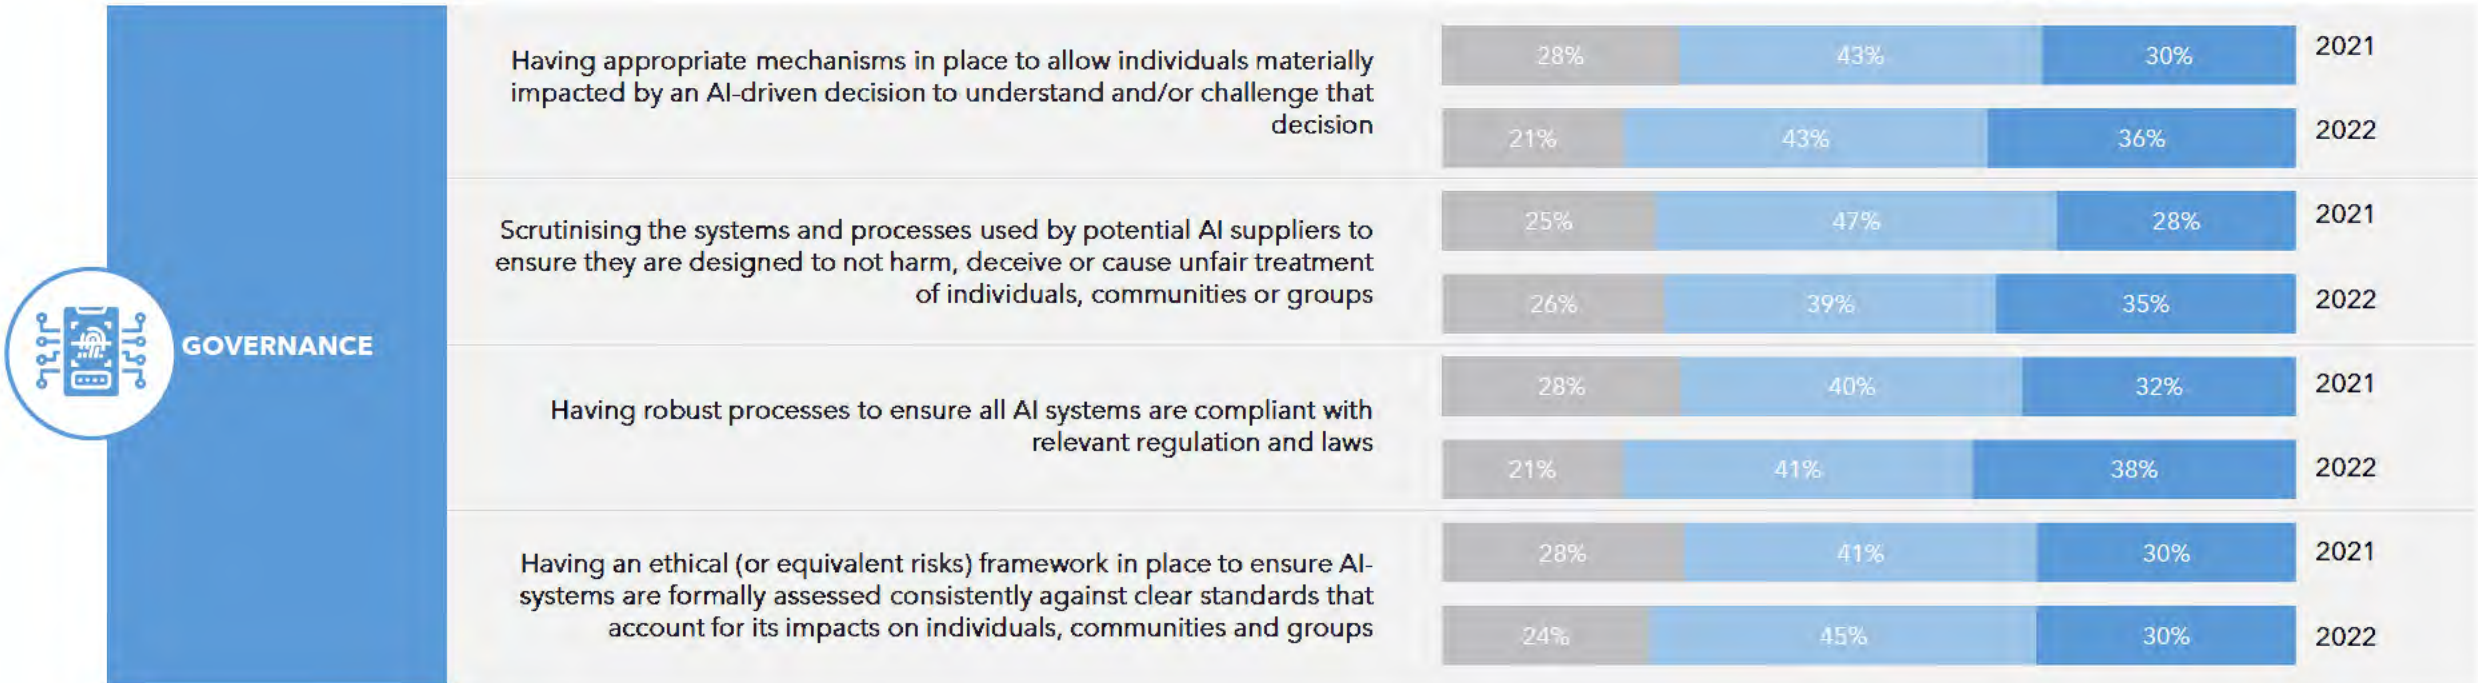 GOVERNANCE
Having appropriate mechanisms in place to allow individuals materially
impacted by an AI-driven decision to understand and/or challenge that
decision
28% 43% 30% 2021
21% 43% 36% 2022
Scrutinising the systems and processes used by potential AI suppliers to
ensure they are designed to not harm, deceive or cause unfair treatment
of individuals, communities or groups
25% 47% 28% 2021
26% 39% 35% 2022
Having robust processes to ensure all AI systems are compliant with
relevant regulation and laws
28% 40% 32% 2021
21% 41% 38% 2022
Having an ethical (or equivalent risks) framework in place to ensure AI-
systems are formally assessed consistently against clear standards that
account for its impacts on individuals, communities and groups
28% 41% 30% 2021
24% 45% 30% 2022